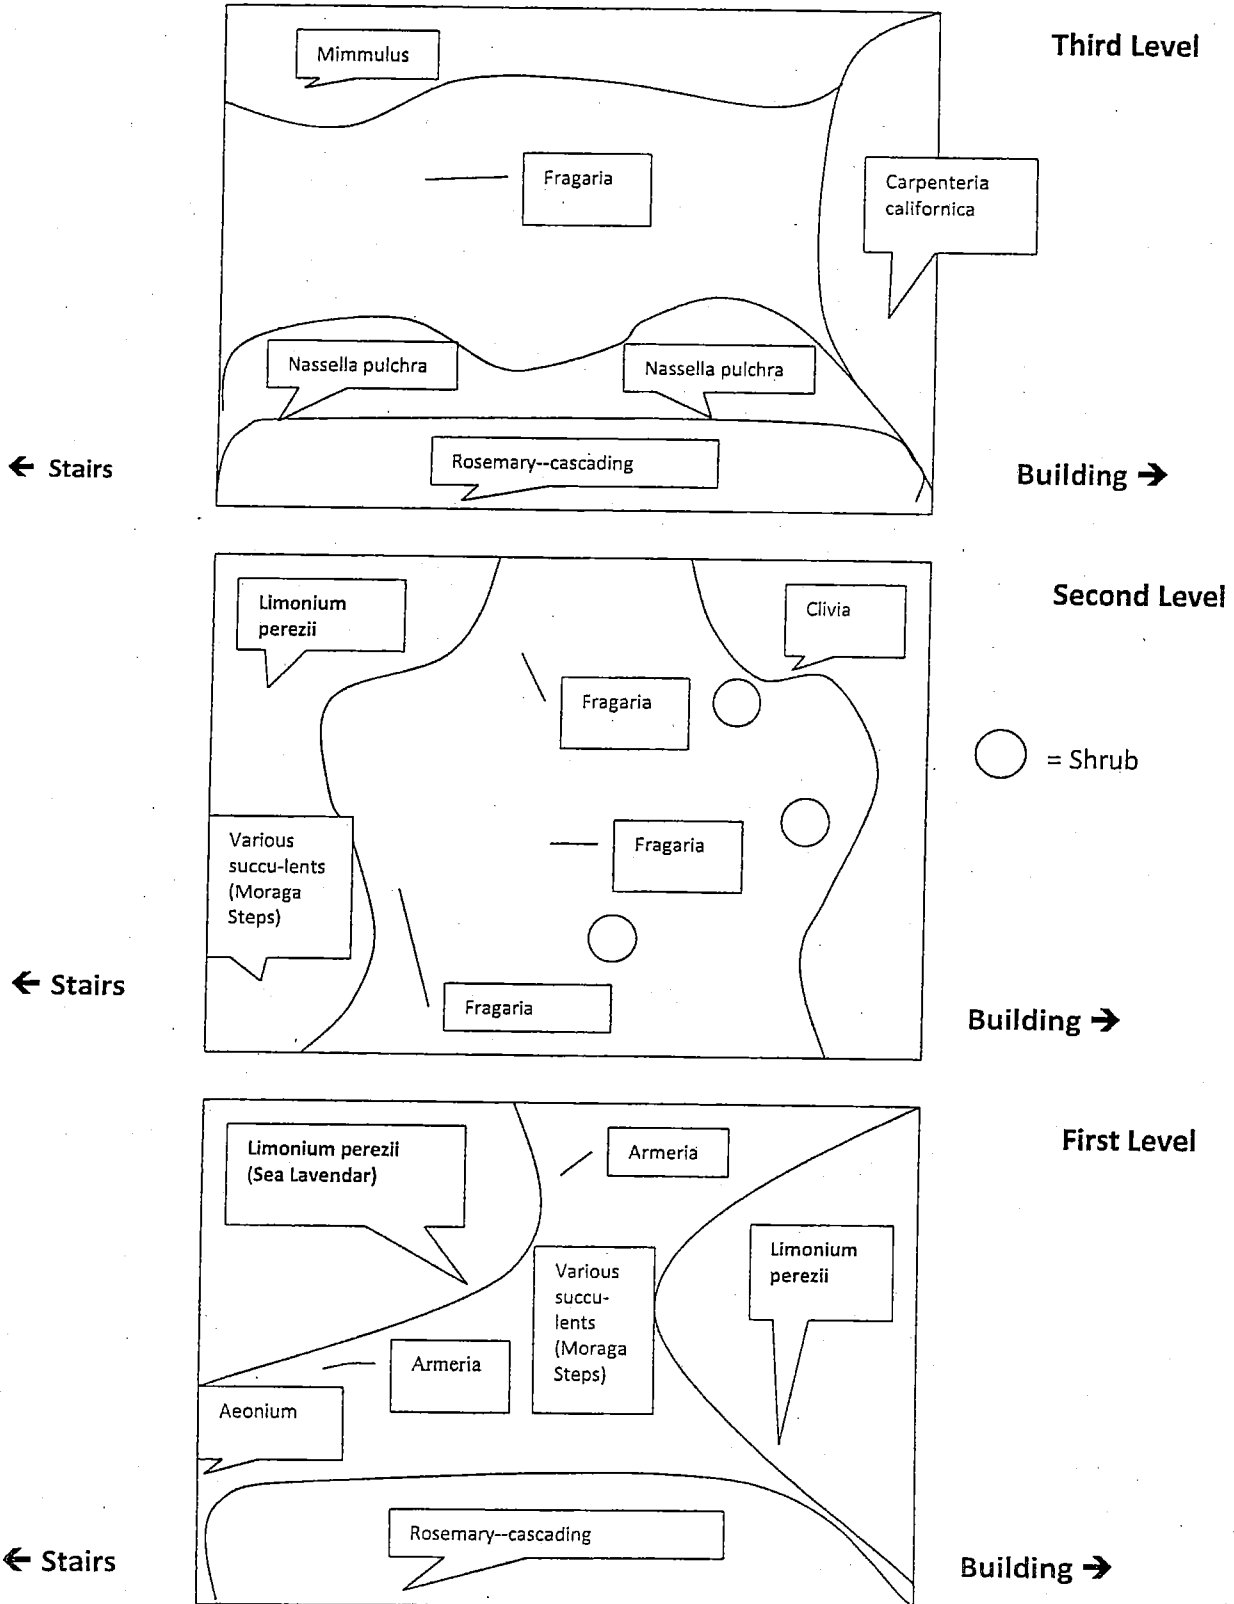 Third Level
Mimmulus
Fragaria
Carpenteria
californica
Nassella pulchra
Nassella pulchra
Rosemary--cascading
← Stairs
Building →
Second Level
Limonium
perezii
Clivia
Fragaria
= Shrub
Various
succu-lents
(Moraga
Steps)
Fragaria
Fragaria
← Stairs
Building →
First Level
Limonium perezii
(Sea Lavendar)
Armeria
Various
succu-
lents
(Moraga
Steps)
Limonium
perezii
Armeria
Aeonium
Rosemary--cascading
← Stairs
Building →